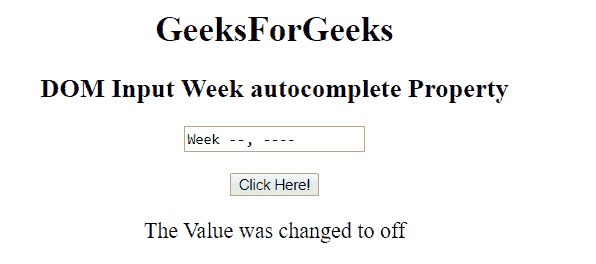 GeeksForGeeks
DOM Input Week autocomplete Property
Week --, ----
Click Here!
The Value was changed to off